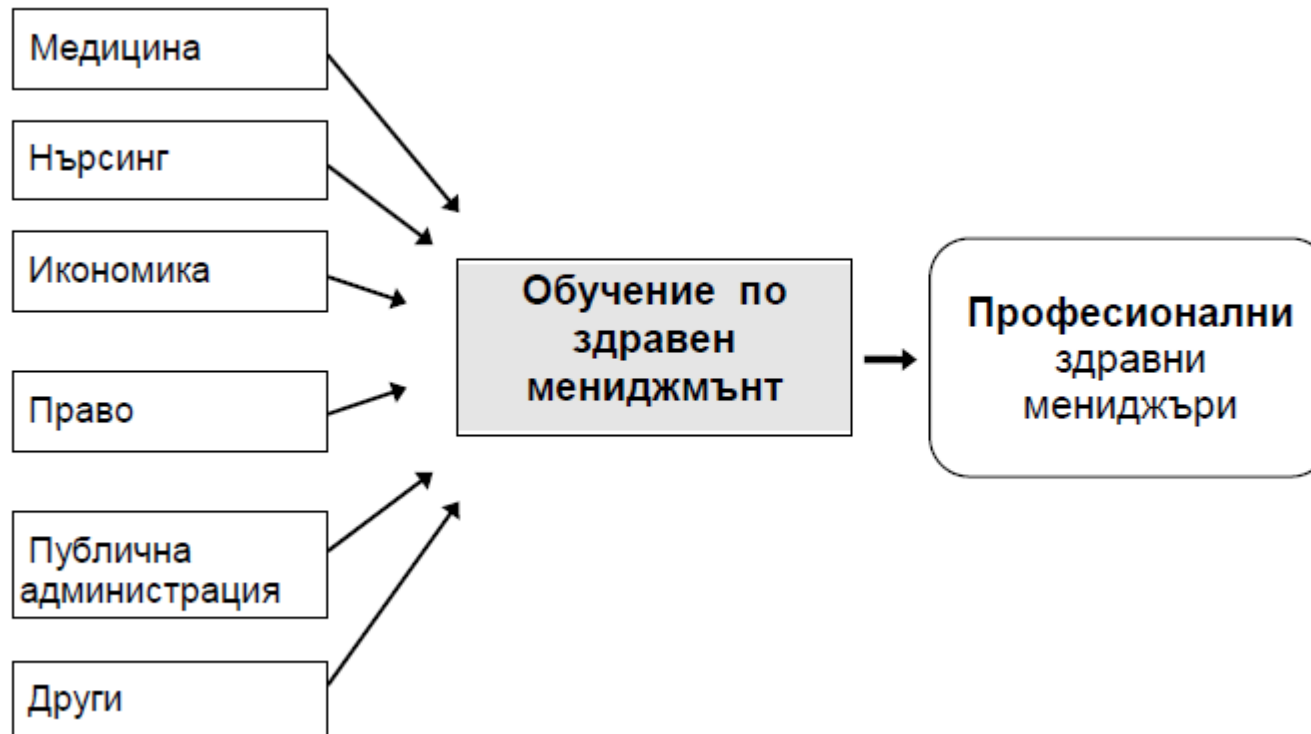 Медицина
Нърсинг
Икономика
Право
Публична
администрация
Други
Обучение по
здравен
мениджмънт
Професионални
здравни
мениджъри